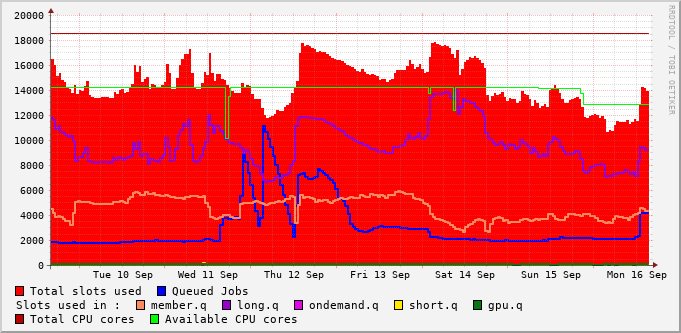 20000
18000
16000
14000
12000
10000
8000
6000
4000
2000
0
Tue 10 Sep Wed 11 Sep Thu 12 Sep Fri 13 Sep Sat 14 Sep Sun 15 Sep Mon 16 Sep
RRDTOOL / TOBI OETIKER
Total slots used Queued Jobs
Slots used in : member.q long.q ondemand.q short.q gpu.q
Total CPU cores Available CPU cores